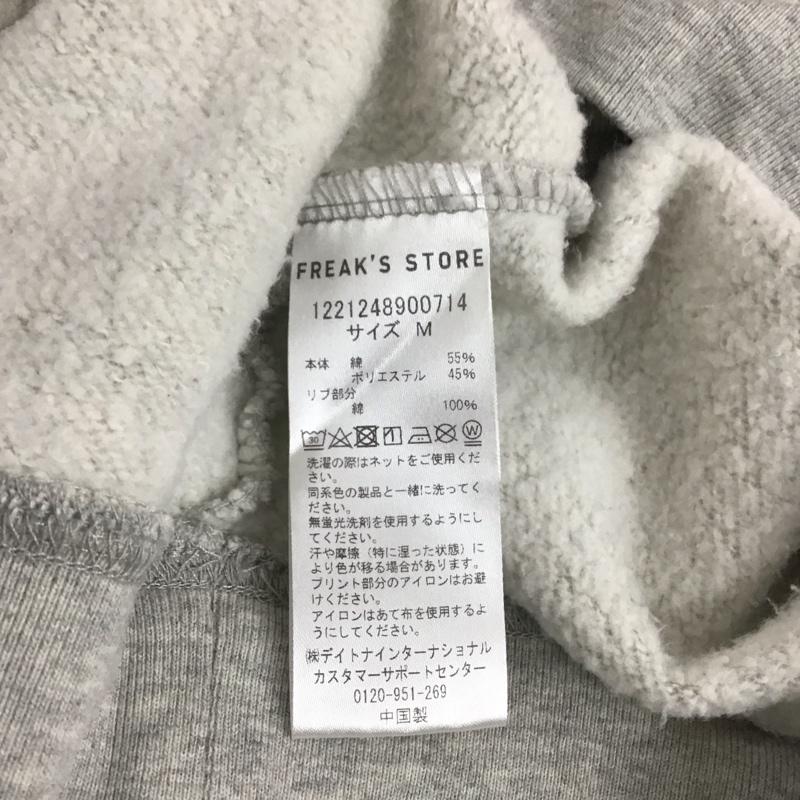 FREAK'S STORE
1221248900714
サイズ M
本体 綿 55%
ポリエステル 45%
リブ部分
綿 100%
30 W
洗濯の際はネットをご使用くだ
さい。
同系色の製品と一緒に洗ってく
ださい。
無蛍光洗剤を使用するようにし
てください。
汗や摩擦（特に湿った状態）に
より色が移る場合があります。
プリント部分のアイロンはお避
けください。
アイロンはあて布を使用するよ
うにしてください。
㈱デイトナインターナショナル
カスタマーサポートセンター
0120-951-269
中国製